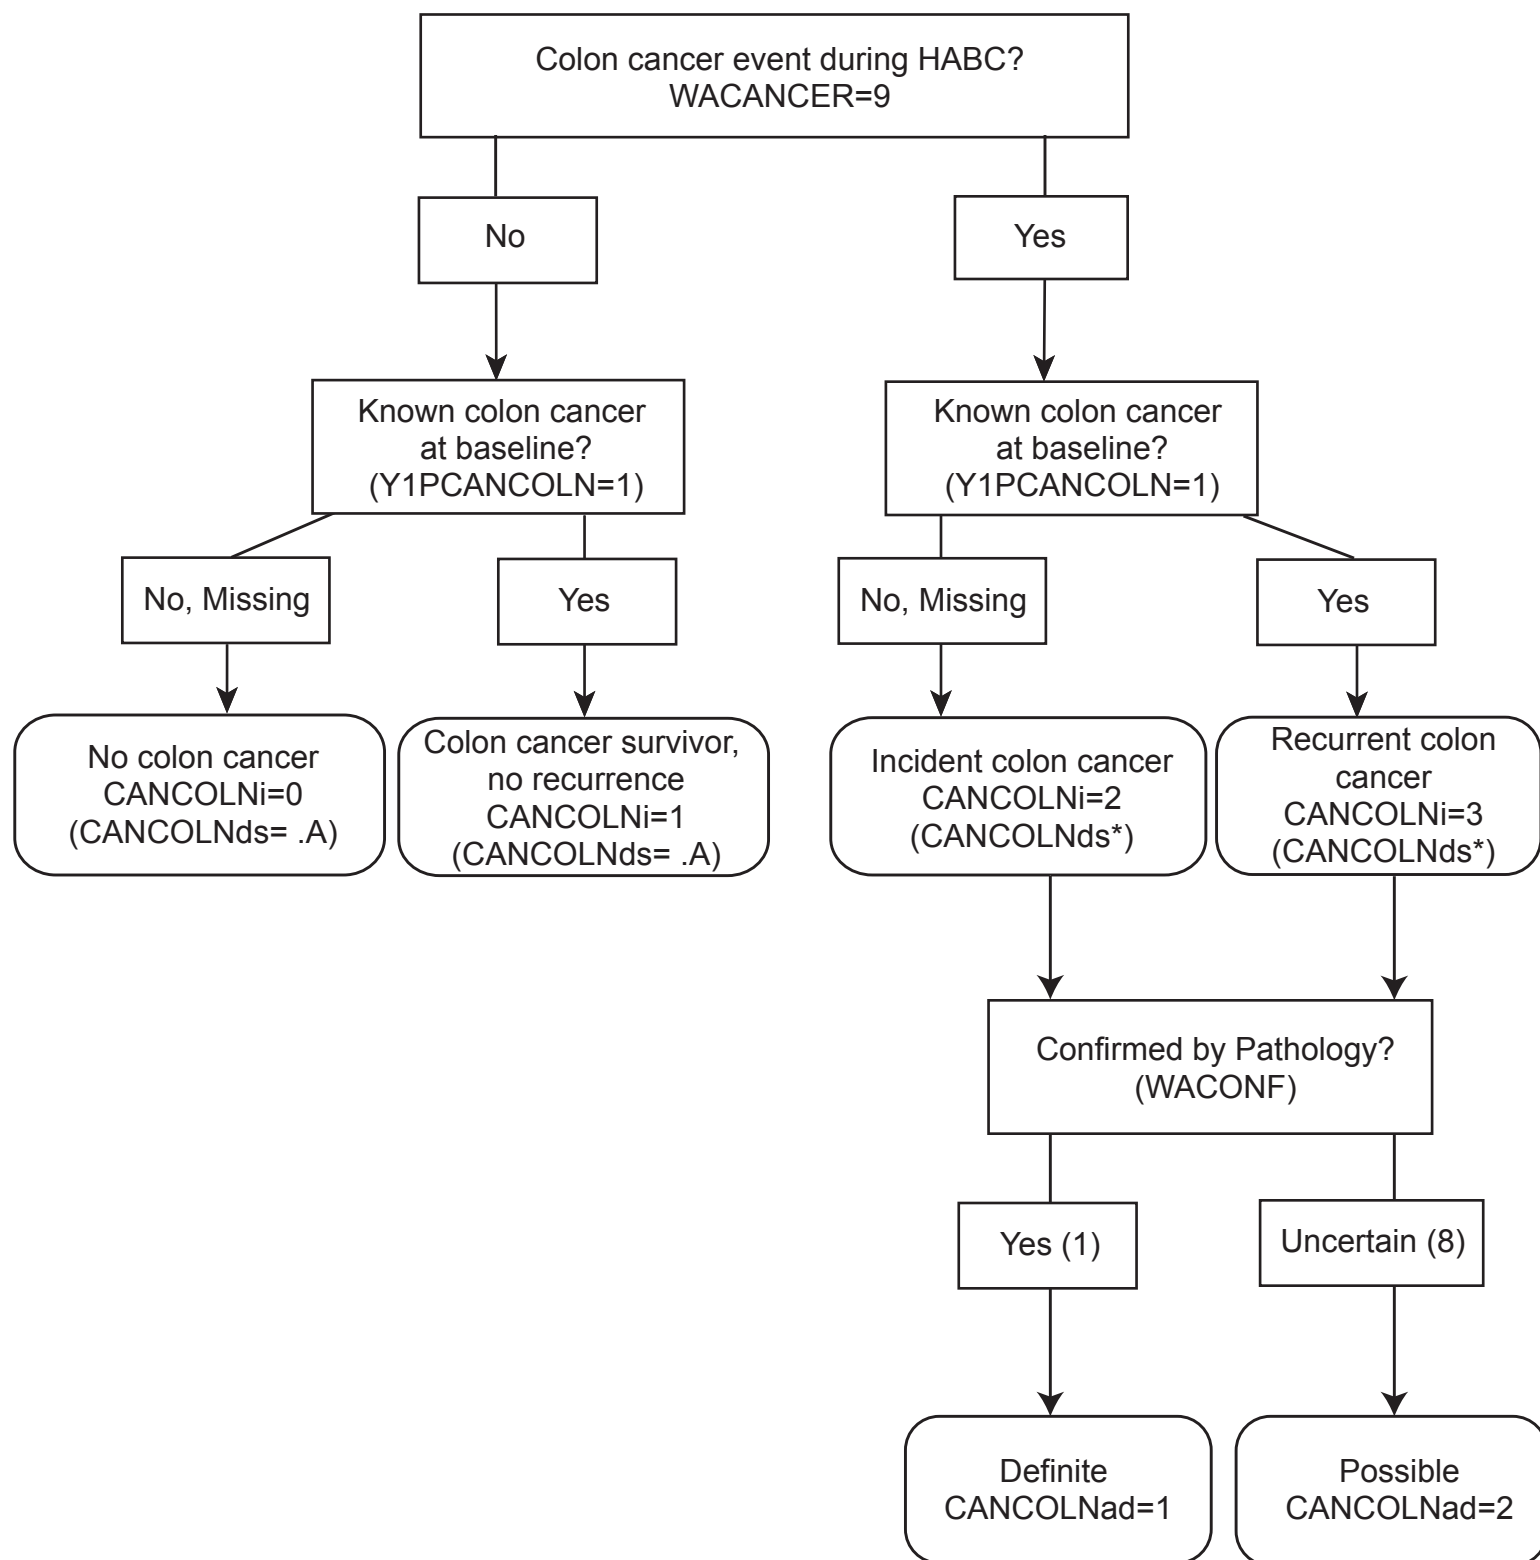 Colon cancer event during HABC?
WACANCER=9
No
Yes
Known colon cancer
at baseline?
(Y1PCANCOLN=1)
Known colon cancer
at baseline?
(Y1PCANCOLN=1)
No, Missing
Yes
No, Missing
Yes
No colon cancer
CANCOLNi=0
(CANCOLNds= .A)
Colon cancer survivor,
no recurrence
CANCOLNi=1
(CANCOLNds= .A)
Incident colon cancer
CANCOLNi=2
(CANCOLNds*)
Recurrent colon
cancer
CANCOLNi=3
(CANCOLNds*)
Confirmed by Pathology?
(WACONF)
Yes (1)
Uncertain (8)
Definite
CANCOLNad=1
Possible
CANCOLNad=2